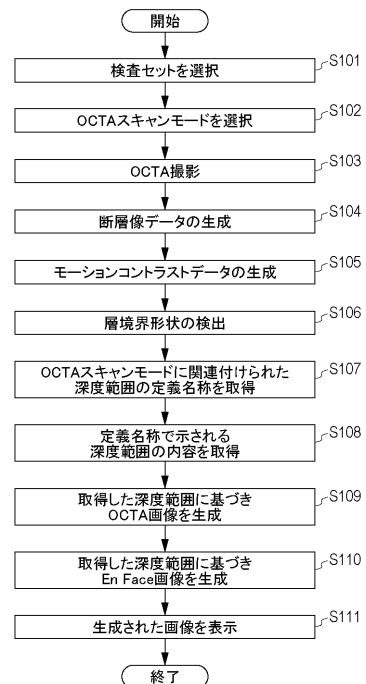 開始
検査セットを選択
S101
OCTAスキャンモードを選択
S102
OCTA撮影
S103
断層像データの生成
S104
モーションコントラストデータの生成
S105
層境界形状の検出
S106
OCTAスキャンモードに関連付けられた
深度範囲の定義名称を取得
S107
定義名称で示される
深度範囲の内容を取得
S108
取得した深度範囲に基づき
OCTA画像を生成
S109
取得した深度範囲に基づき
En Face画像を生成
S110
生成された画像を表示
S111
終了